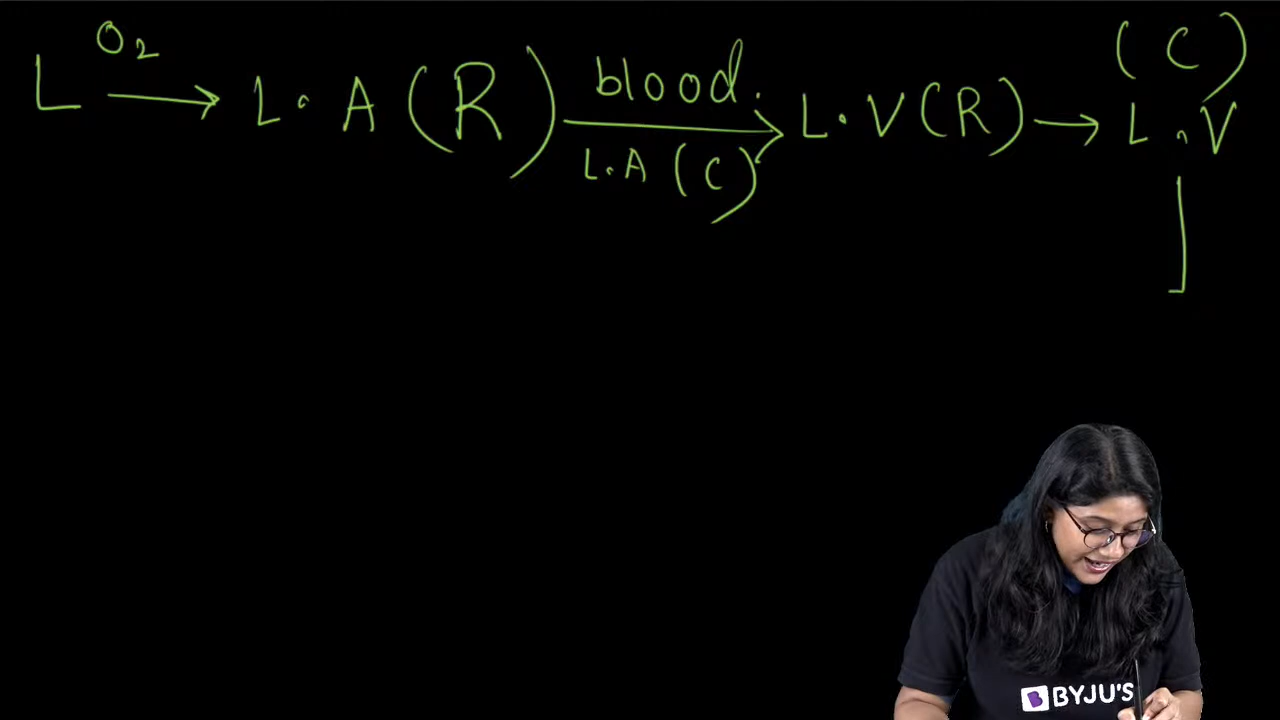 O2
L → L.A (R) blood. → L.V (R) → (C)
L.A (C)
L.V
BYJU'S